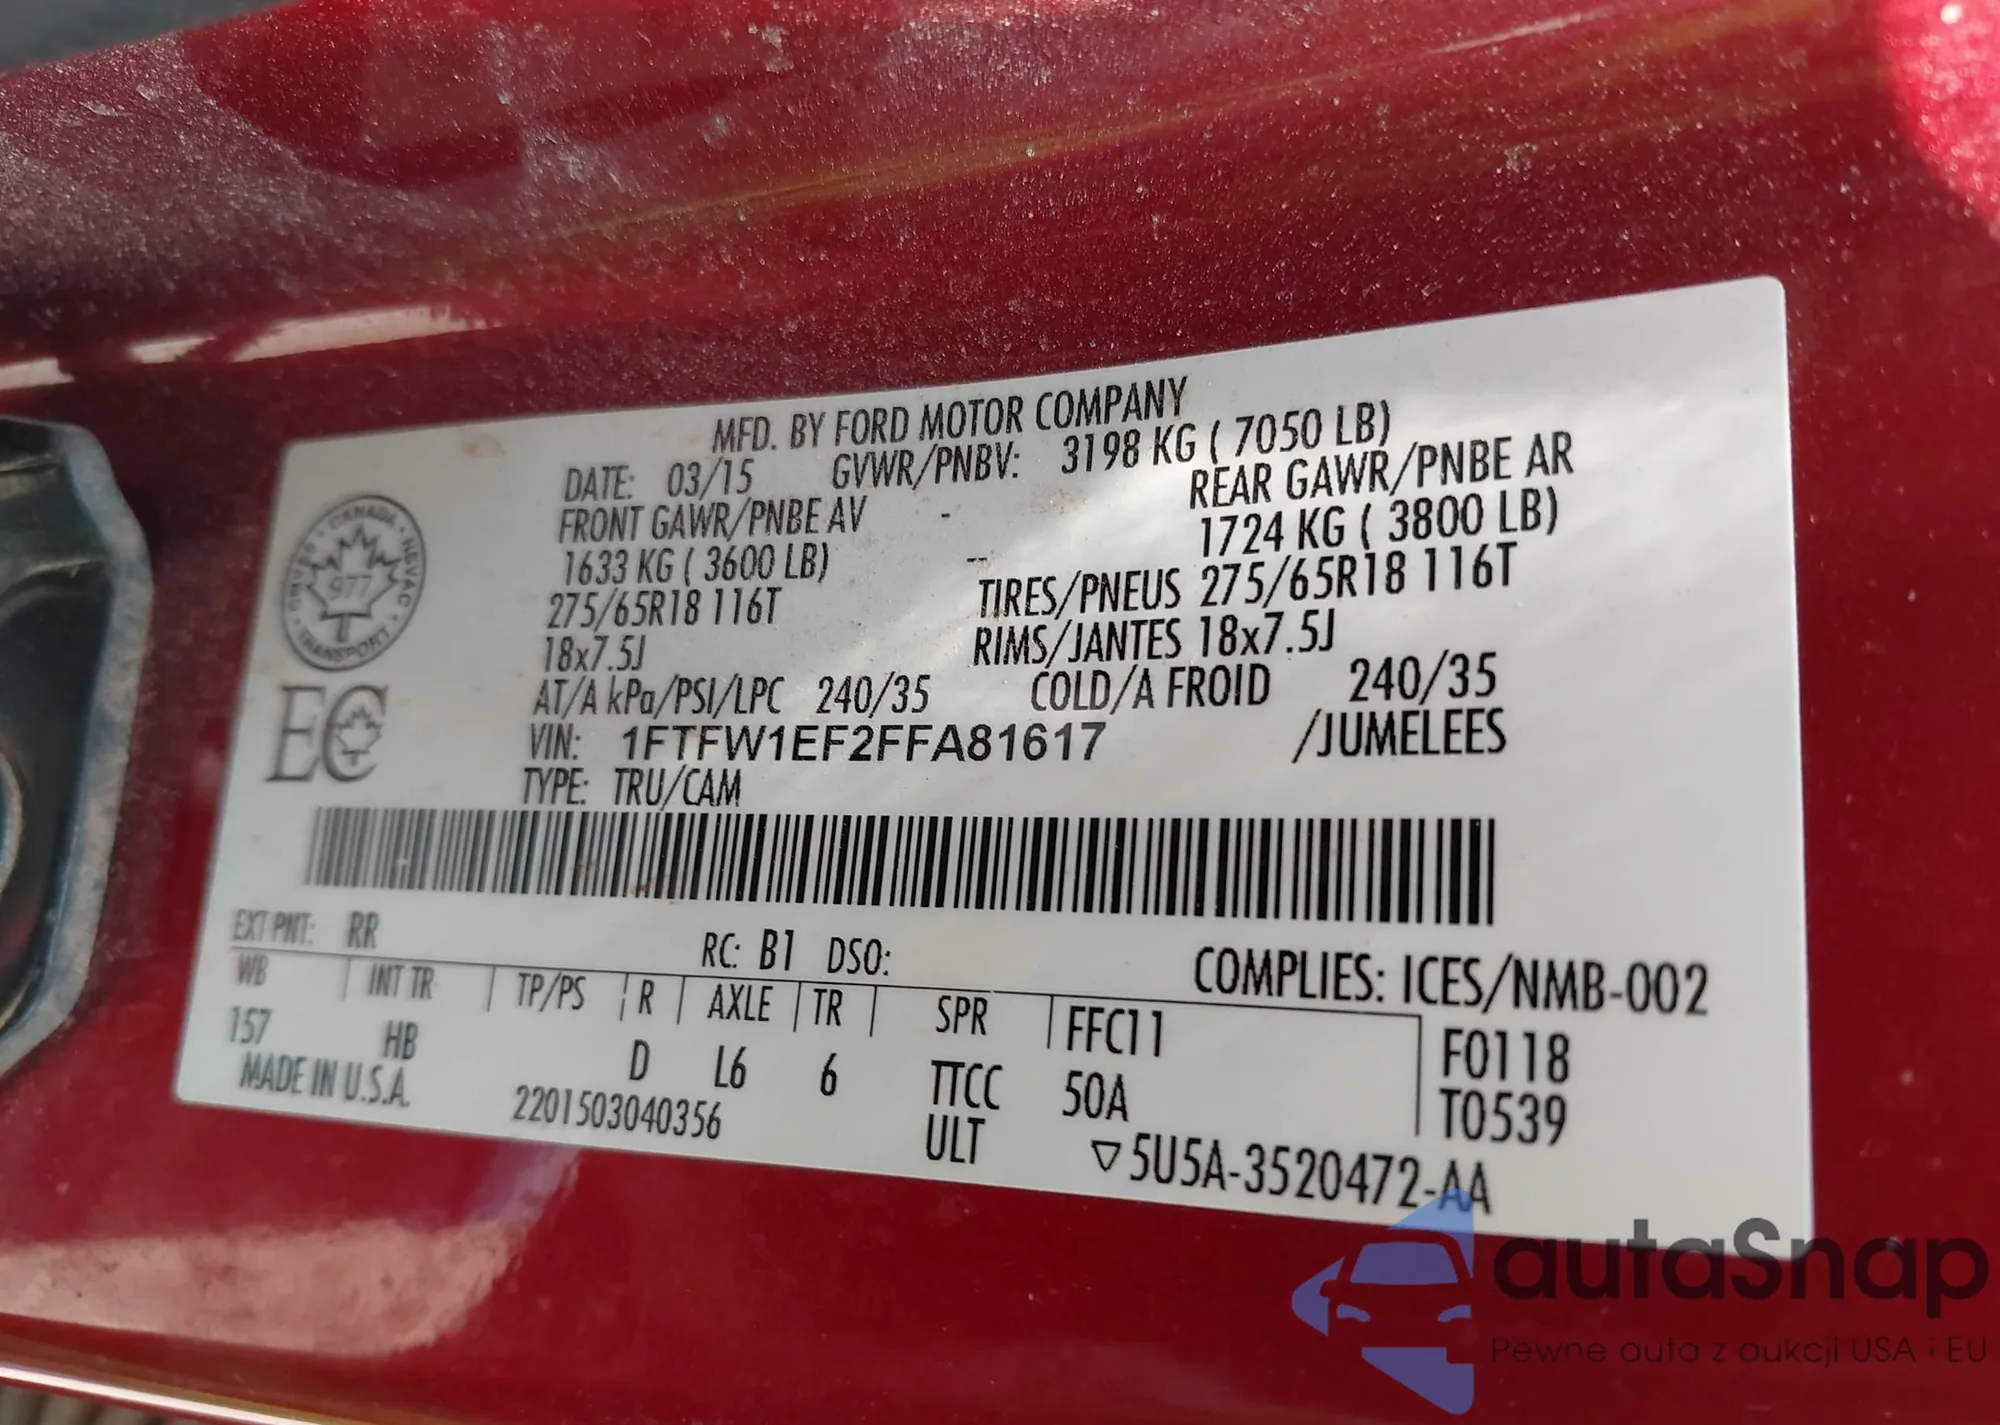 MFD. BY FORD MOTOR COMPANY
DATE: 03/15 GVWR/PNBV: 3198 KG ( 7050 LB)
FRONT GAWR/PNBE AV - REAR GAWR/PNBE AR
1633 KG ( 3600 LB) -- 1724 KG ( 3800 LB)
275/65R18 116T TIRES/PNEUS 275/65R18 116T
18x7.5J RIMS/JANTES 18x7.5J
AT/A kPa/PSI/LPC 240/35 COLD/A FROID 240/35
VIN: 1FTFW1EF2FFA81617 /JUMELEES
TYPE: TRU/CAM
CANADA
TRANSPORT
977
EC
EXT PNT: RR RC: B1 DSO: COMPLIES: ICES/NMB-002
WB INT TR TP/PS R AXLE TR SPR FFC11 F0118
157 HB D L6 6 TTCC 50A T0539
MADE IN U.S.A. 2201503040356 ULT ▽5U5A-3520472-AA
autaSnap
Pewne auta z aukcji USA i EU